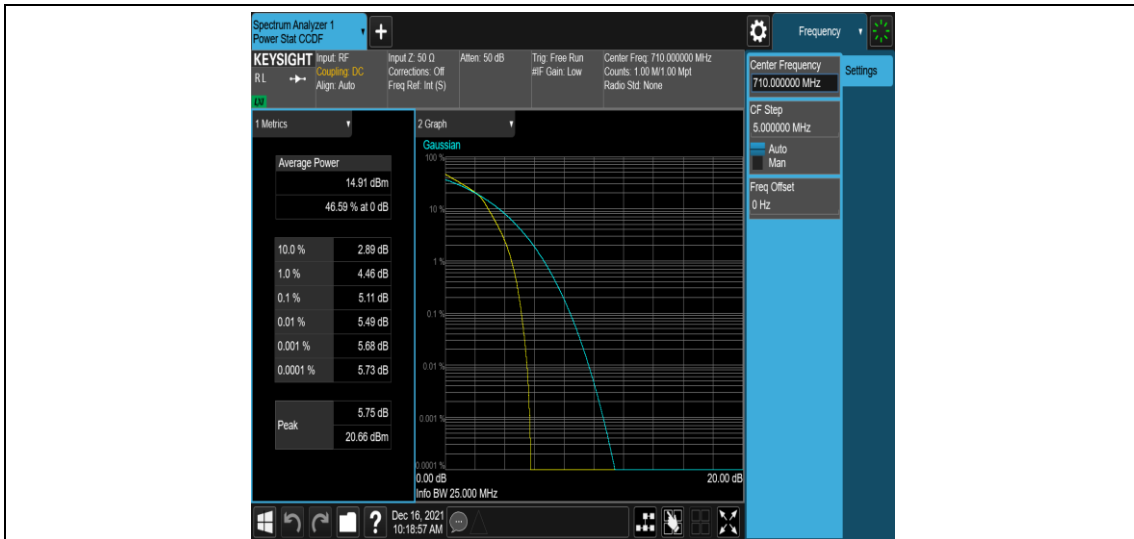 Spectrum Analyzer 1
Power Stat CCDF
+
Frequency
KEYSIGHT
RL
LXI
Input: RF
Coupling: DC
Align: Auto
Input Z: 50 Ω
Corrections: Off
Freq Ref: Int (S)
Atten: 50 dB
Trig: Free Run
#IF Gain: Low
Center Freq: 710.000000 MHz
Counts: 1.00 M/1.00 Mpt
Radio Std: None
Center Frequency
710.000000 MHz
Settings
CF Step
5.000000 MHz
Auto
Man
Freq Offset
0 Hz
1 Metrics
Average Power
14.91 dBm
46.59 % at 0 dB
10.0 % 2.89 dB
1.0 % 4.46 dB
0.1 % 5.11 dB
0.01 % 5.49 dB
0.001 % 5.68 dB
0.0001 % 5.73 dB
Peak
5.75 dB
20.66 dBm
2 Graph
Gaussian
100 %
10 %
1 %
0.1 %
0.01 %
0.001 %
0.0001 %
0.00 dB
20.00 dB
Info BW 25.000 MHz
?
Dec 16, 2021
10:18:57 AM